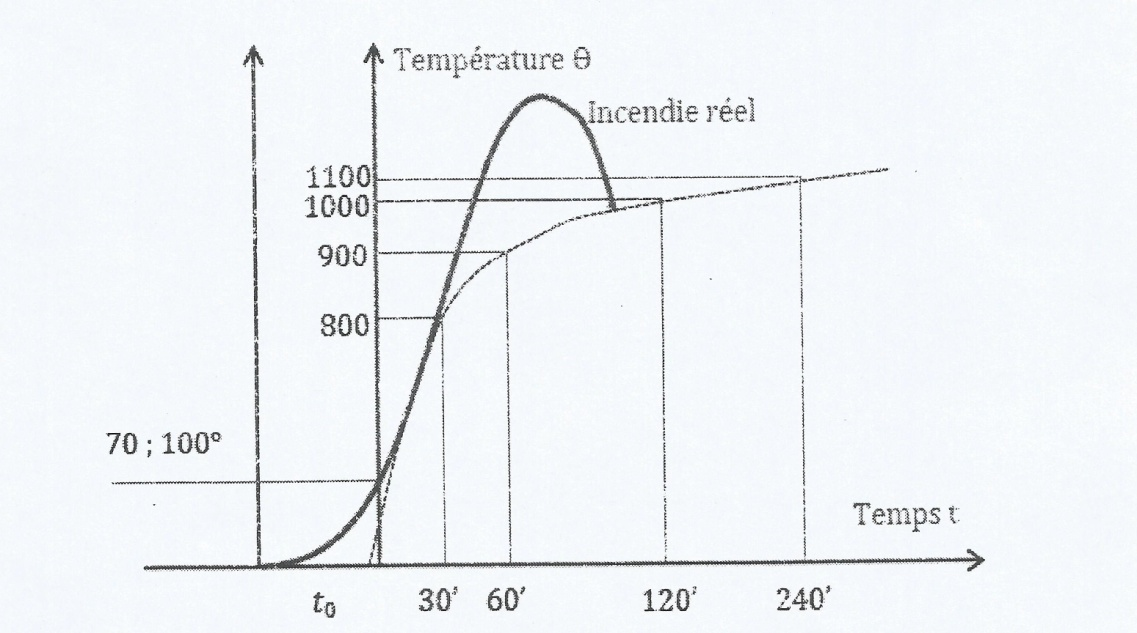 Température θ
Incendie réel
1100
1000
900
800
70 ; 100°
Temps t
t₀ 30' 60' 120' 240'